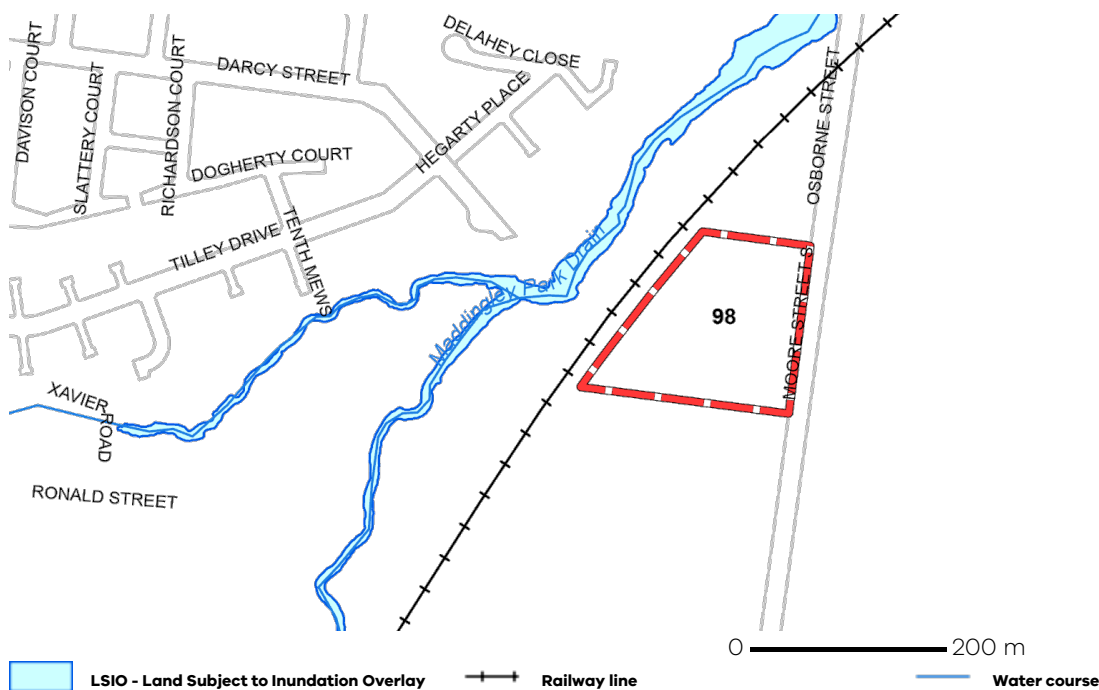 DELAHEY CLOSE
DARCY STREET
DAVISON COURT
SLATTERY COURT
RICHARDSON COURT
HEGARTY PLACE
OSBORNE STREET
DOGHERTY COURT
TENTH MEWS
TILLEY DRIVE
Maddingley Park Drain
98
MOORE STREET S
XAVIER ROAD
RONALD STREET
0 200 m
LSIO - Land Subject to Inundation Overlay Railway line Water course